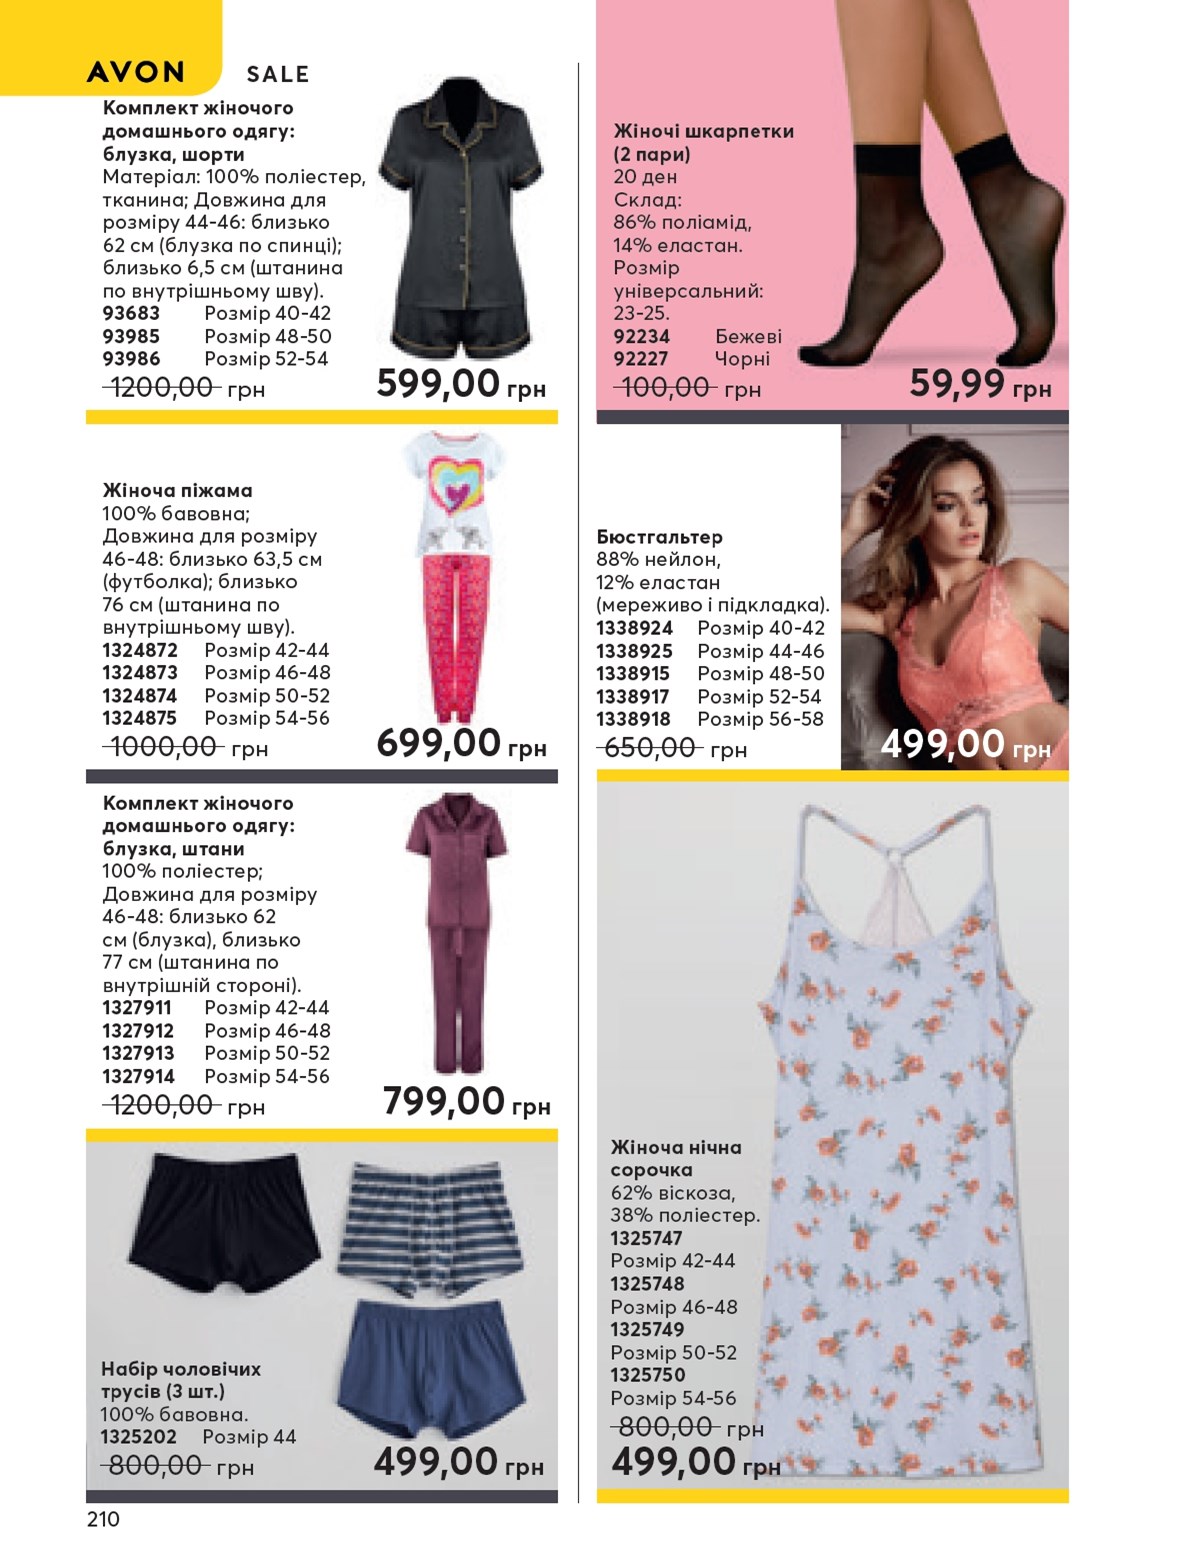 AVON SALE
Комплект жіночого
домашнього одягу:
блузка, шорти
Матеріал: 100% поліестер,
тканина; Довжина для
розміру 44-46: близько
62 см (блузка по спинці);
близько 6,5 см (штанина
по внутрішньому шву).
93683 Розмір 40-42
93985 Розмір 48-50
93986 Розмір 52-54
1200,00 грн 599,00 грн
Жіноча піжама
100% бавовна;
Довжина для розміру
46-48: близько 63,5 см
(футболка); близько
76 см (штанина по
внутрішньому шву).
1324872 Розмір 42-44
1324873 Розмір 46-48
1324874 Розмір 50-52
1324875 Розмір 54-56
1000,00 грн 699,00 грн
Комплект жіночого
домашнього одягу:
блузка, штани
100% поліестер;
Довжина для розміру
46-48: близько 62
см (блузка), близько
77 см (штанина по
внутрішній стороні).
1327911 Розмір 42-44
1327912 Розмір 46-48
1327913 Розмір 50-52
1327914 Розмір 54-56
1200,00 грн 799,00 грн
Набір чоловічих
трусів (3 шт.)
100% бавовна.
1325202 Розмір 44
800,00 грн 499,00 грн
Жіночі шкарпетки
(2 пари)
20 ден
Склад:
86% поліамід,
14% еластан.
Розмір
універсальний:
23-25.
92234 Бежеві
92227 Чорні
100,00 грн 59,99 грн
Бюстгальтер
88% нейлон,
12% еластан
(мереживо і підкладка).
1338924 Розмір 40-42
1338925 Розмір 44-46
1338915 Розмір 48-50
1338917 Розмір 52-54
1338918 Розмір 56-58
650,00 грн 499,00 грн
Жіноча нічна
сорочка
62% віскоза,
38% поліестер.
1325747
Розмір 42-44
1325748
Розмір 46-48
1325749
Розмір 50-52
1325750
Розмір 54-56
800,00 грн
499,00 грн
210